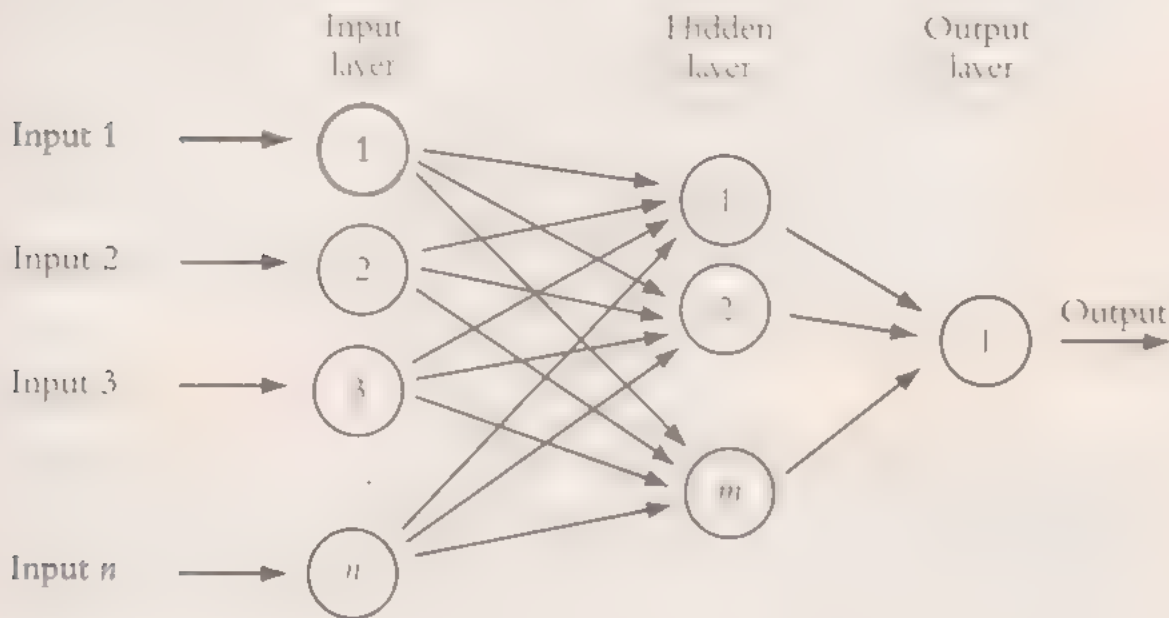 Input
layer
Hidden
layer
Output
layer
Input 1
1
1
Input 2
2
2
Output
1
Input 3
3
m
Input n
n